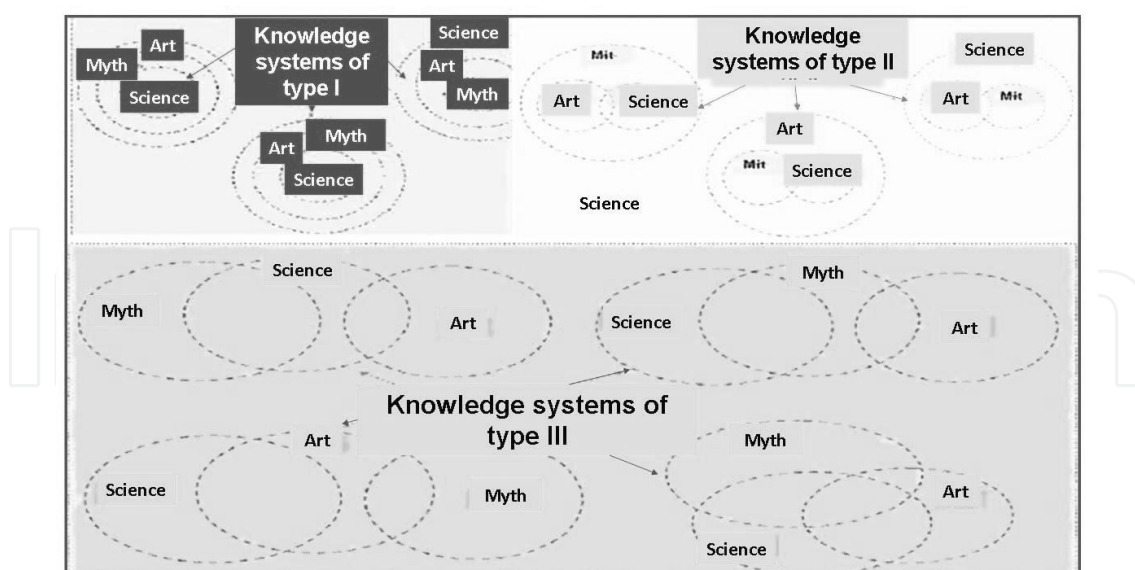 Knowledge
systems of
type I
Art
Myth
Science
Art
Myth
Science
Science
Art
Myth
Knowledge
systems of type II
Mit
Art
Science
Art
Mit
Science
Science
Art
Mit
Science
Myth
Science
Art
Science
Myth
Art
Knowledge systems of
type III
Science
Art
Myth
Myth
Art
Science